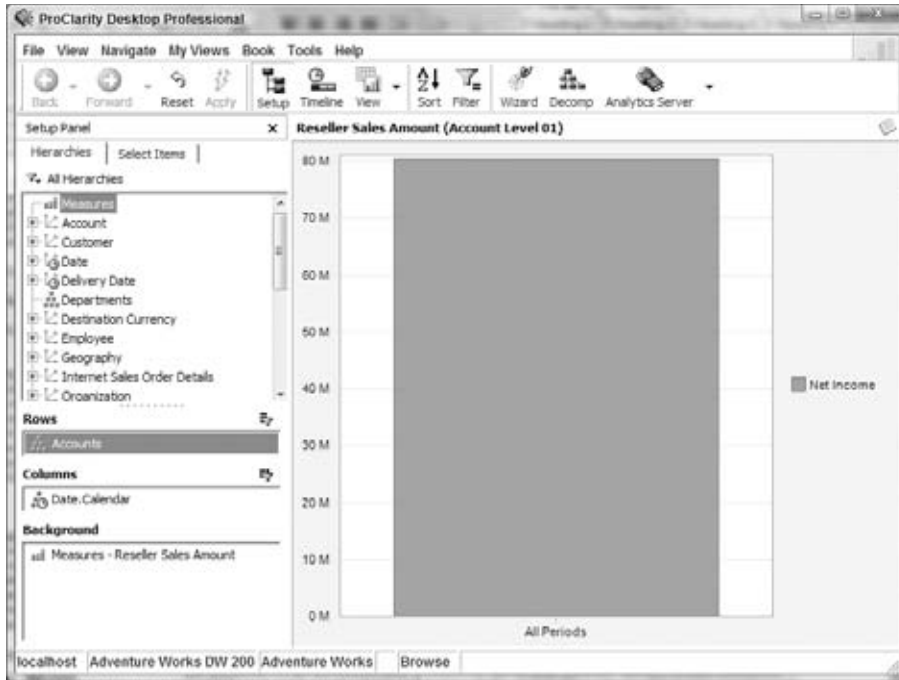 ProClarity Desktop Professional
File View Navigate My Views Book Tools Help
Back Forward Reset Apply Setup Timeline View Sort Filter Wizard Decomp Analytics Server
Setup Panel x
Reseller Sales Amount (Account Level 01)
Hierarchies Select Items
All Hierarchies
Measures
Account
Customer
Date
Delivery Date
Departments
Destination Currency
Employee
Geography
Internet Sales Order Details
Organization
Rows
Accounts
Columns
Date.Calendar
Background
Measures - Reseller Sales Amount
80 M
70 M
60 M
50 M
40 M
30 M
20 M
10 M
0 M
All Periods
Net Income
localhost Adventure Works DW 200 Adventure Works Browse